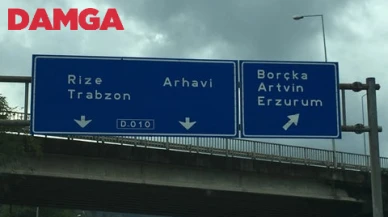 DAMGA
Rize
Trabzon
Arhavi
D.010
Borçka
Artvin
Erzurum